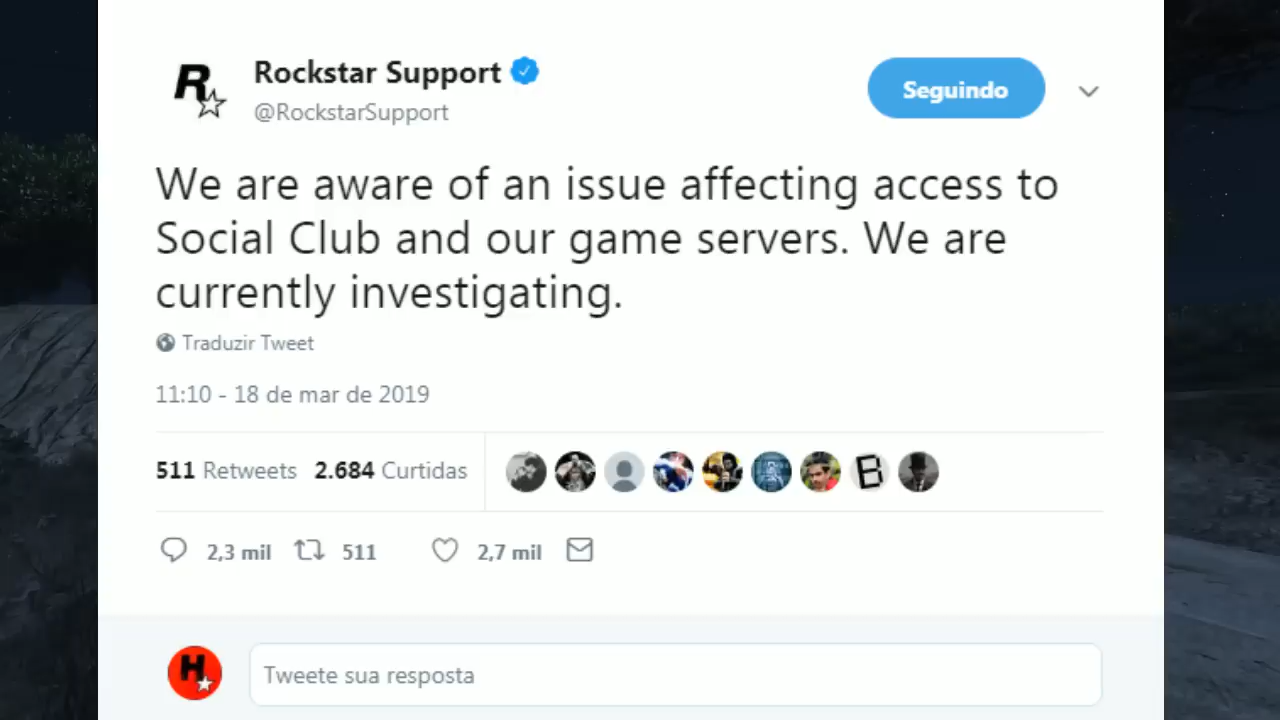 R
Rockstar Support
Seguindo
@RockstarSupport
We are aware of an issue affecting access to
Social Club and our game servers. We are
currently investigating.
Traduzir Tweet
11:10 - 18 de mar de 2019
511 Retweets 2.684 Curtidas
B
2,3 mil 511 2,7 mil
H
Tweete sua resposta